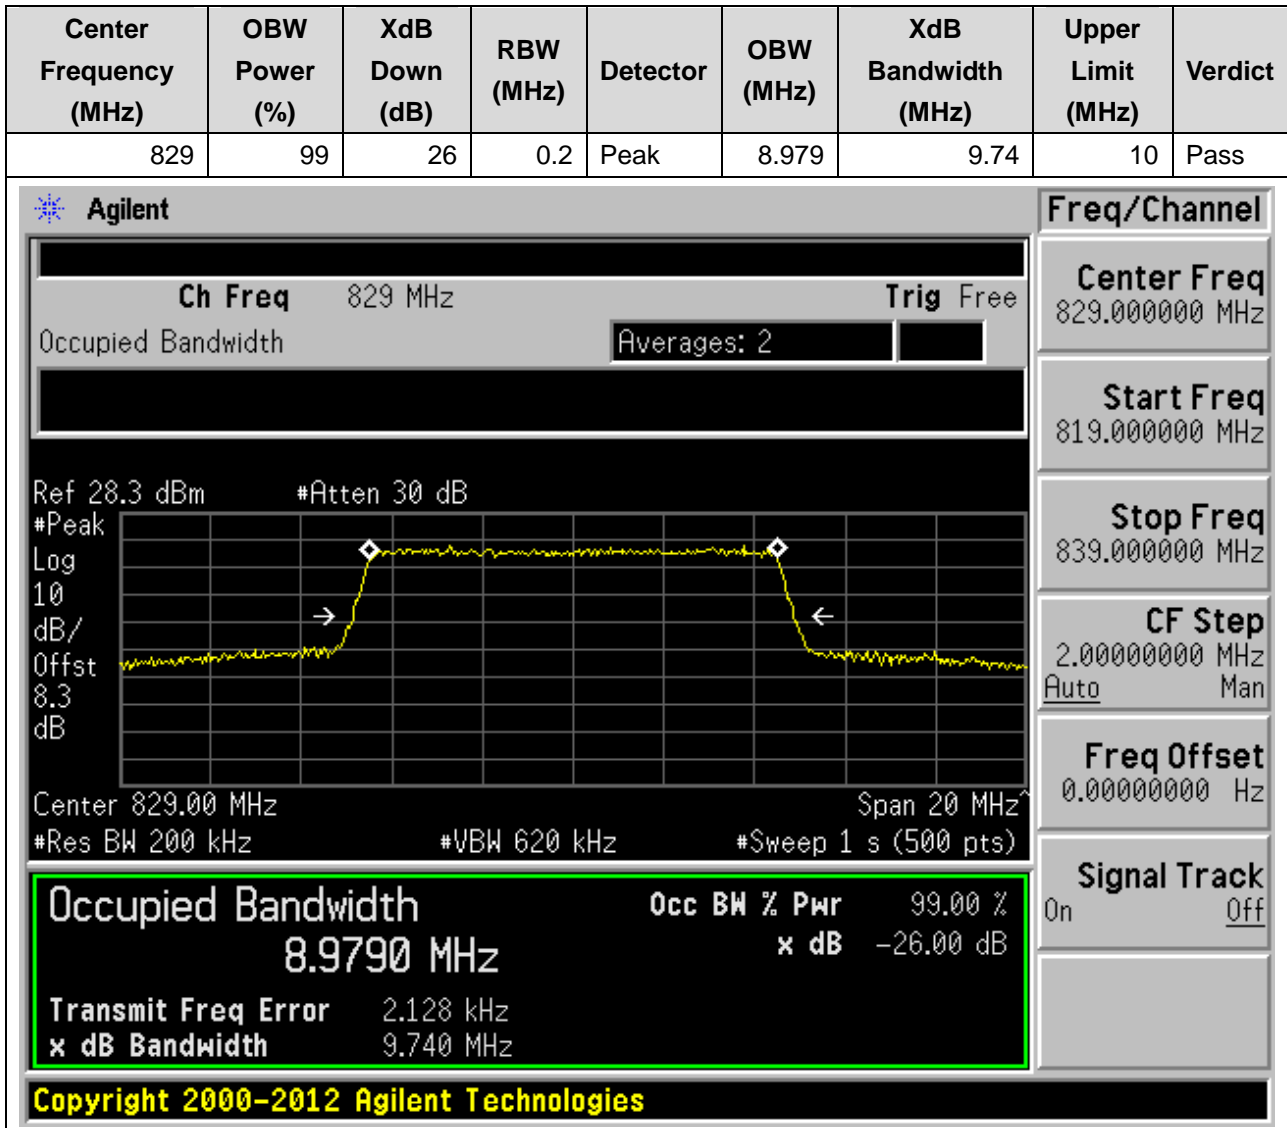 Center Frequency (MHz) OBW Power (%) XdB Down (dB) RBW (MHz) Detector OBW (MHz) XdB Bandwidth (MHz) Upper Limit (MHz) Verdict
829 99 26 0.2 Peak 8.979 9.74 10 Pass
Agilent
Freq/Channel
Ch Freq 829 MHz Trig Free
Occupied Bandwidth Averages: 2
Center Freq
829.000000 MHz
Start Freq
819.000000 MHz
Stop Freq
839.000000 MHz
CF Step
2.00000000 MHz
Auto Man
Freq Offset
0.00000000 Hz
Signal Track
On Off
Ref 28.3 dBm #Atten 30 dB
#Peak
Log
10
dB/
Offst
8.3
dB
Center 829.00 MHz Span 20 MHz^
#Res BW 200 kHz #VBW 620 kHz #Sweep 1 s (500 pts)
Occupied Bandwidth
8.9790 MHz
Occ BW % Pwr 99.00 %
x dB -26.00 dB
Transmit Freq Error 2.128 kHz
x dB Bandwidth 9.740 MHz
Copyright 2000-2012 Agilent Technologies